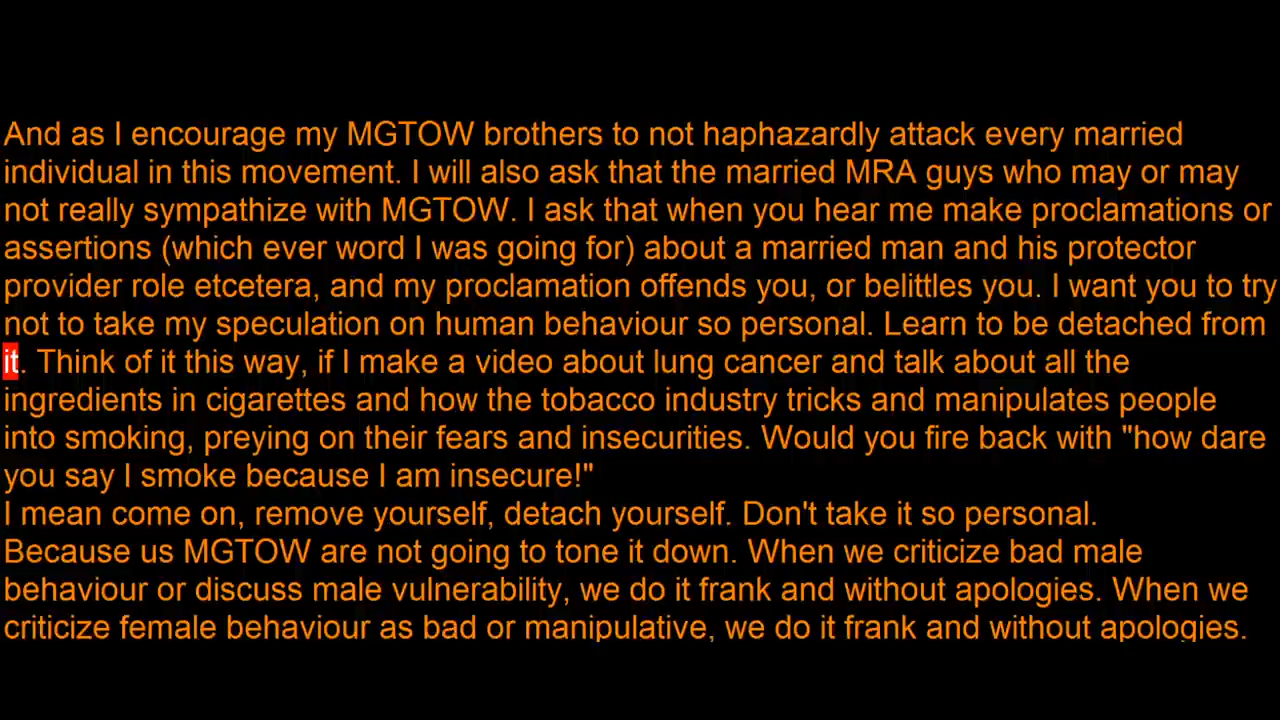 And as I encourage my MGTOW brothers to not haphazardly attack every married
individual in this movement. I will also ask that the married MRA guys who may or may
not really sympathize with MGTOW. I ask that when you hear me make proclamations or
assertions (which ever word I was going for) about a married man and his protector
provider role etcetera, and my proclamation offends you, or belittles you. I want you to try
not to take my speculation on human behaviour so personal. Learn to be detached from
it. Think of it this way, if I make a video about lung cancer and talk about all the
ingredients in cigarettes and how the tobacco industry tricks and manipulates people
into smoking, preying on their fears and insecurities. Would you fire back with "how dare
you say I smoke because I am insecure!"
I mean come on, remove yourself, detach yourself. Don't take it so personal.
Because us MGTOW are not going to tone it down. When we criticize bad male
behaviour or discuss male vulnerability, we do it frank and without apologies. When we
criticize female behaviour as bad or manipulative, we do it frank and without apologies.